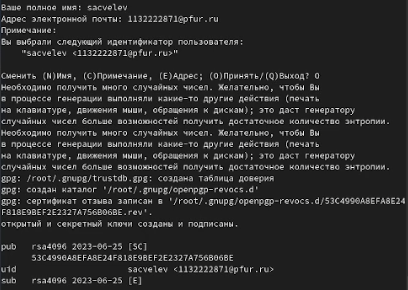 Ваше полное имя: sacvelev
Адрес электронной почты: 1132222871@pfur.ru
Примечание:
Вы выбрали следующий идентификатор пользователя:
"sacvelev <1132222871@pfur.ru>"
Сменить (N)Имя, (C)Примечание, (E)Адрес; (O)Принять/(Q)Выход? O
Необходимо получить много случайных чисел. Желательно, чтобы Вы
в процессе генерации выполняли какие-то другие действия (печать
на клавиатуре, движения мыши, обращения к дискам); это даст генератору
случайных чисел больше возможностей получить достаточное количество энтропии.
Необходимо получить много случайных чисел. Желательно, чтобы Вы
в процессе генерации выполняли какие-то другие действия (печать
на клавиатуре, движения мыши, обращения к дискам); это даст генератору
случайных чисел больше возможностей получить достаточное количество энтропии.
gpg: /root/.gnupg/trustdb.gpg: создана таблица доверия
gpg: создан каталог '/root/.gnupg/openpgp-revocs.d'
gpg: сертификат отзыва записан в '/root/.gnupg/openpgp-revocs.d/53C4990A8EFA8E24
F818E9BEF2E2327A756B06BE.rev'.
открытый и секретный ключи созданы и подписаны.
pub rsa4096 2023-06-25 [SC]
53C4990A8EFA8E24F818E9BEF2E2327A756B06BE
uid sacvelev <1132222871@pfur.ru>
sub rsa4096 2023-06-25 [E]